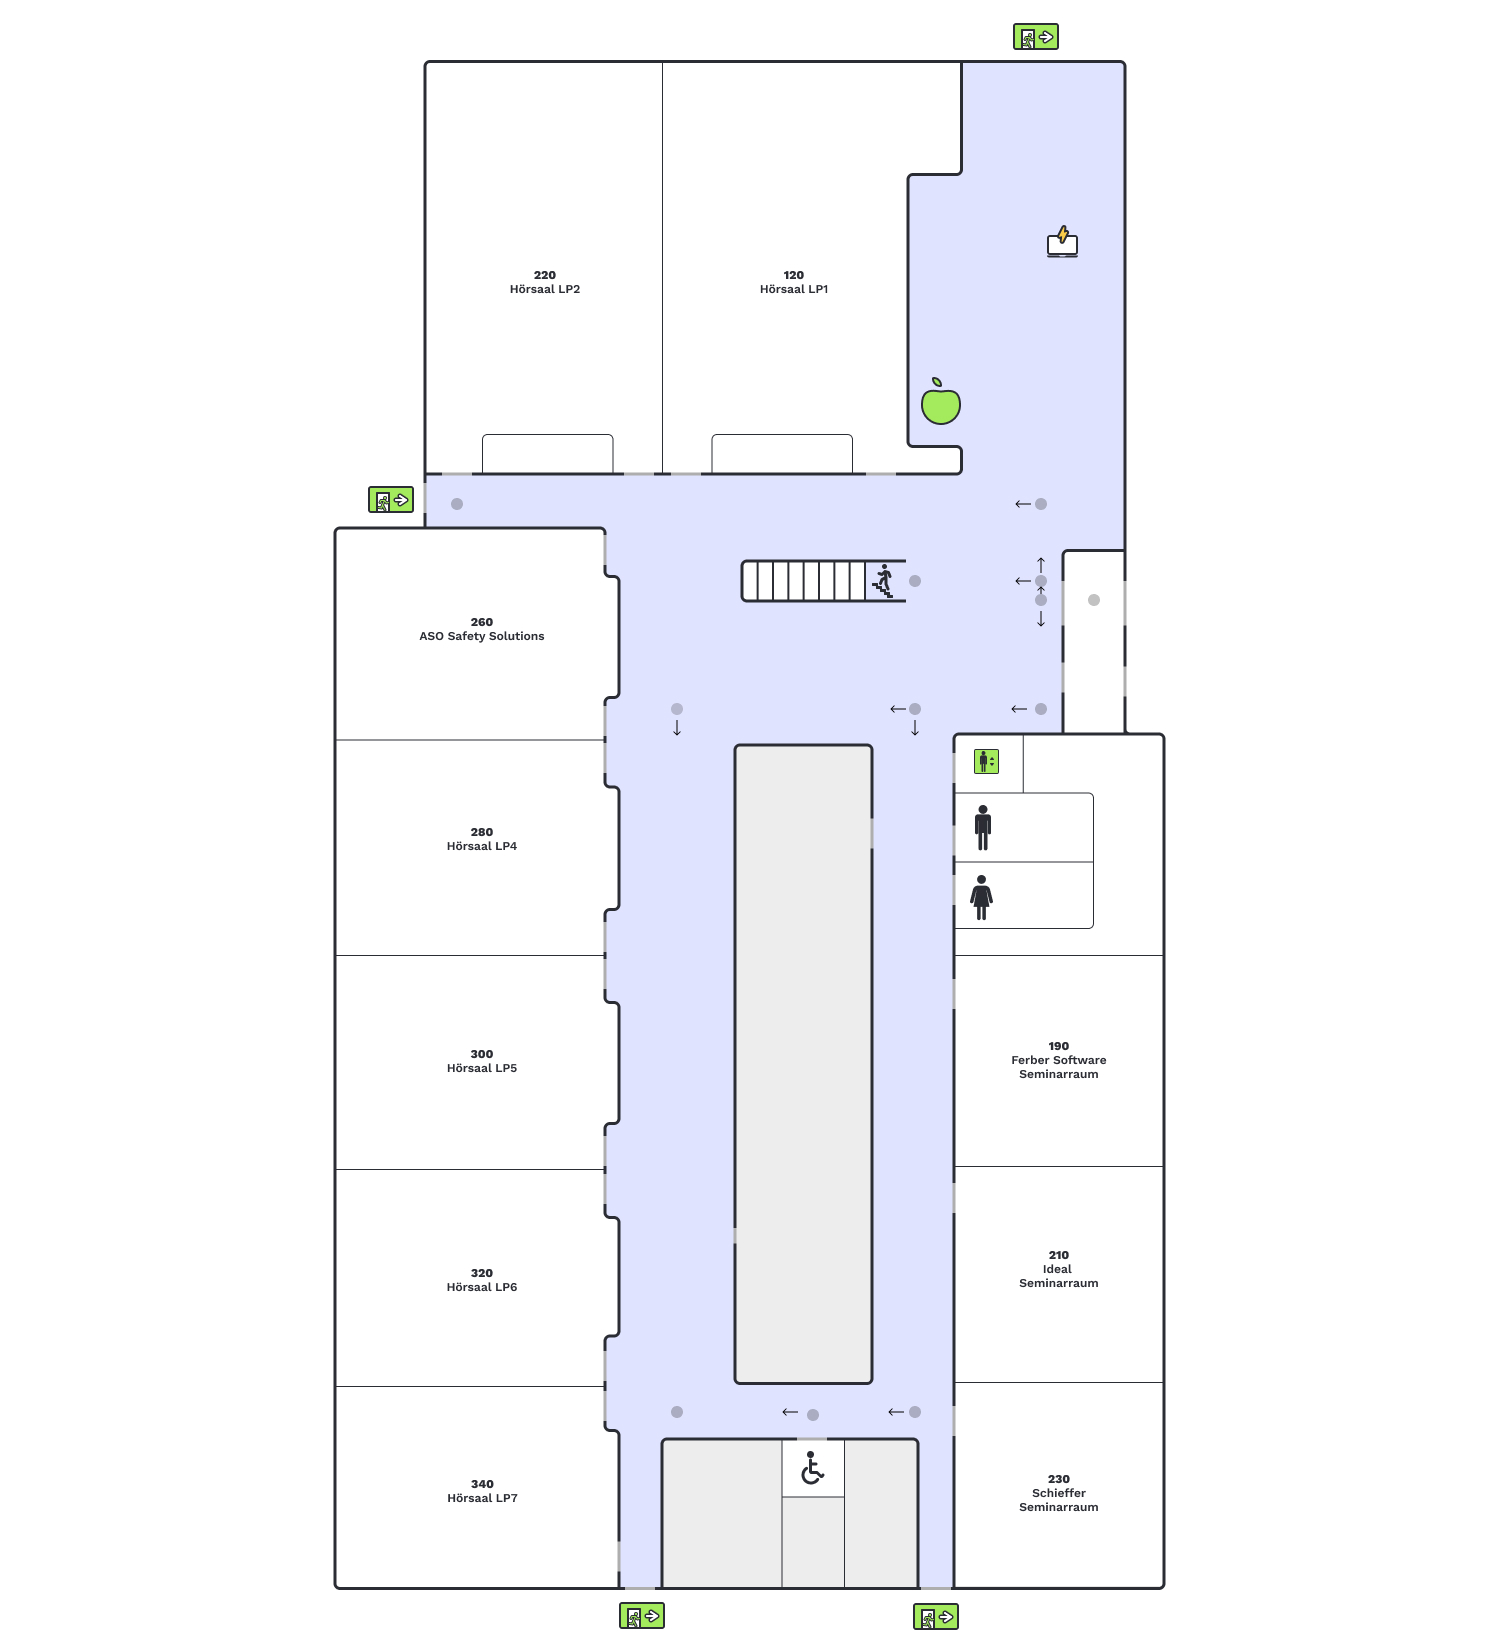 220
Hörsaal LP2
120
Hörsaal LP1
260
ASO Safety Solutions
280
Hörsaal LP4
300
Hörsaal LP5
190
Ferber Software
Seminarraum
320
Hörsaal LP6
210
Ideal
Seminarraum
340
Hörsaal LP7
230
Schieffer
Seminarraum